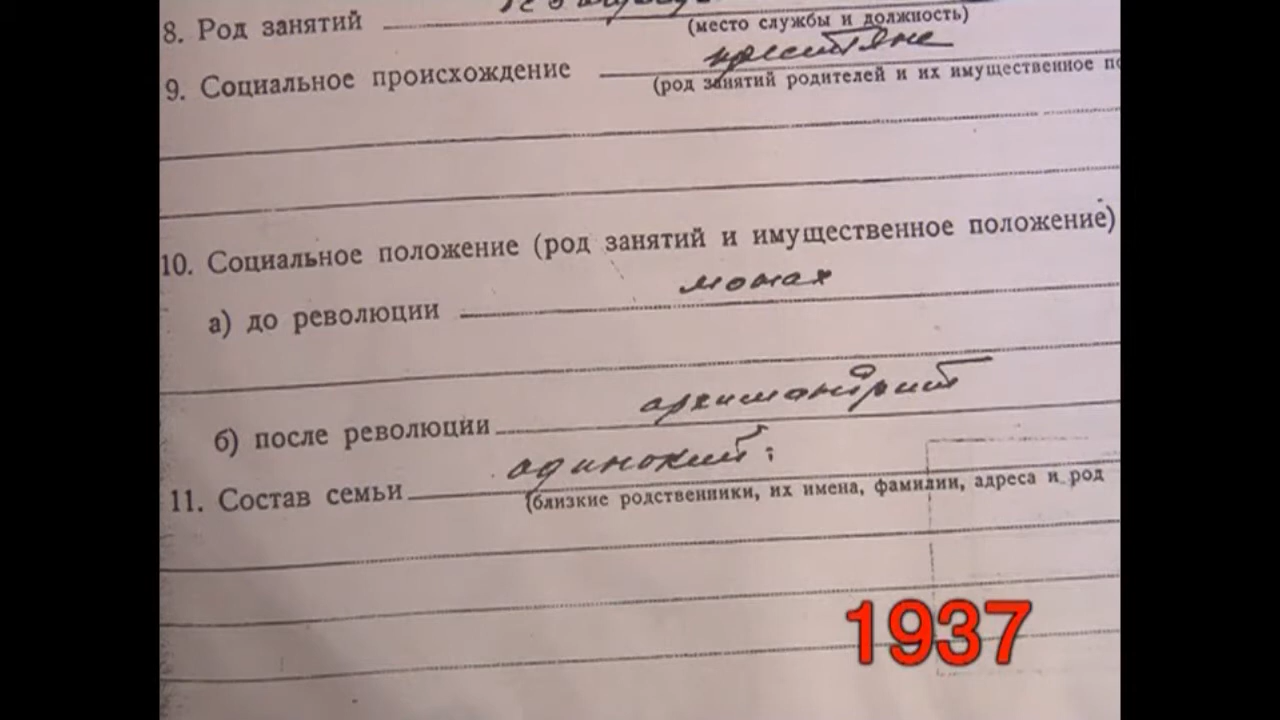 8. Род занятий
(место службы и должность)
крестьяне
9. Социальное происхождение
(род занятий родителей и их имущественное по
10. Социальное положение (род занятий и имущественное положение)
монах
а) до революции
архимандрит
б) после революции
одинокий
11. Состав семьи
(близкие родственники, их имена, фамилии, адреса и род
1937